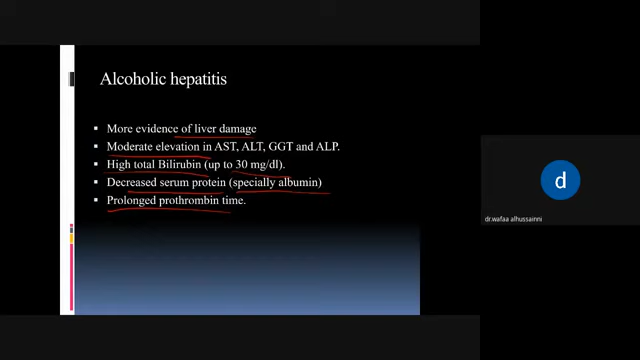 Alcoholic hepatitis
More evidence of liver damage
Moderate elevation in AST, ALT, GGT and ALP.
High total Bilirubin (up to 30 mg/dl).
Decreased serum protein (specially albumin)
Prolonged prothrombin time.
d
dr.wafaa alhussainni